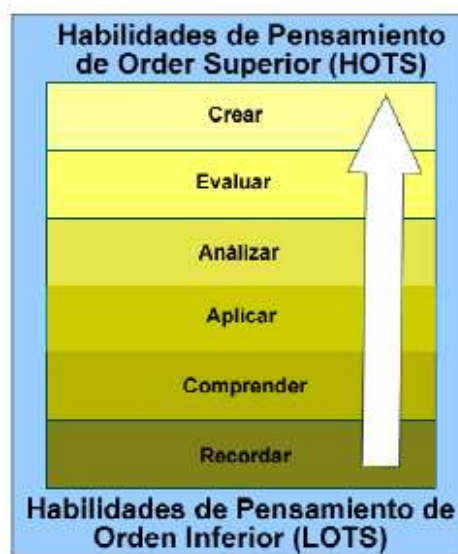 Habilidades de Pensamiento
de Order Superior (HOTS)
Crear
Evaluar
Análizar
Aplicar
Comprender
Recordar
Habilidades de Pensamiento de
Orden Inferior (LOTS)